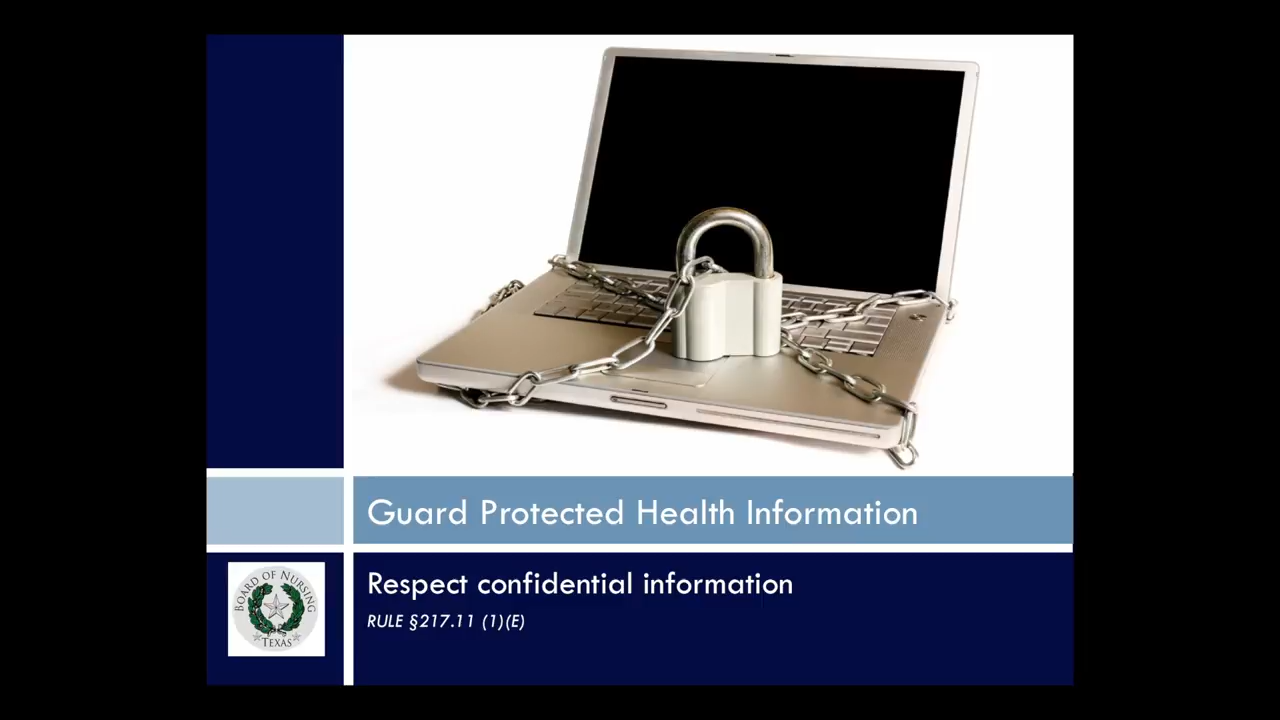 Guard Protected Health Information
Respect confidential information
RULE §217.11 (1)(E)
BOARD OF NURSING
TEXAS